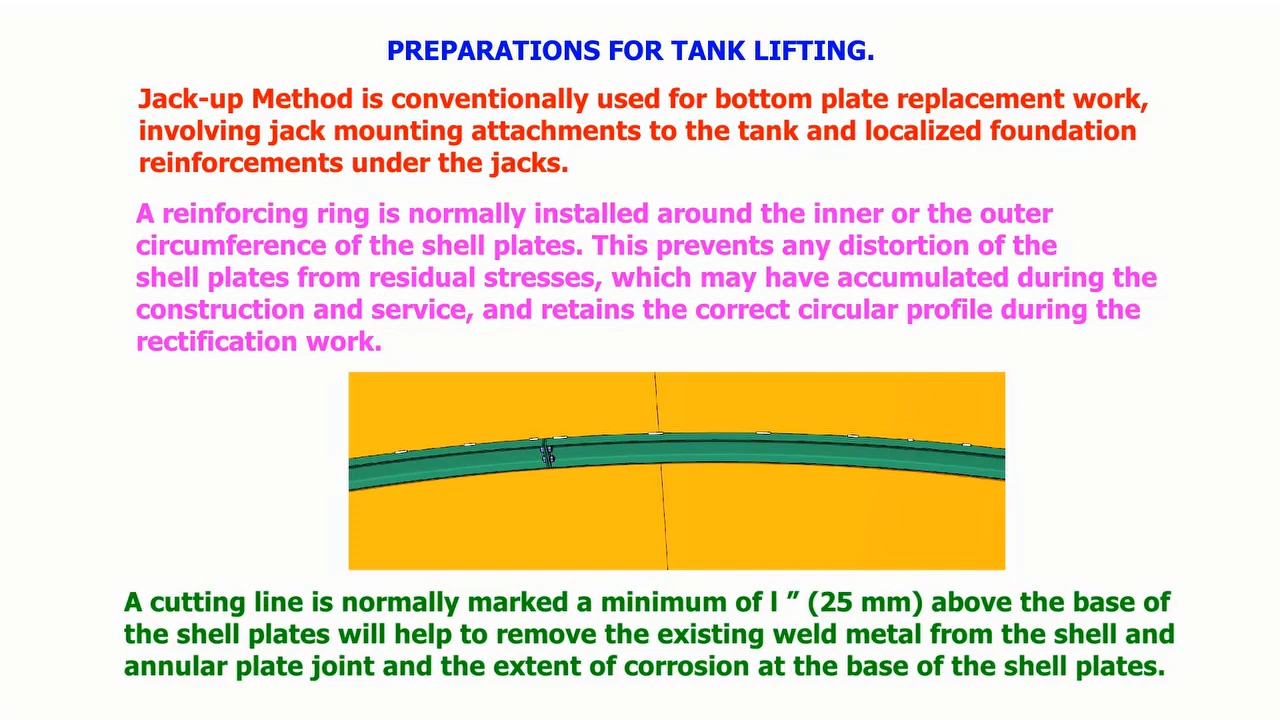 PREPARATIONS FOR TANK LIFTING.
Jack-up Method is conventionally used for bottom plate replacement work,
involving jack mounting attachments to the tank and localized foundation
reinforcements under the jacks.
A reinforcing ring is normally installed around the inner or the outer
circumference of the shell plates. This prevents any distortion of the
shell plates from residual stresses, which may have accumulated during the
construction and service, and retains the correct circular profile during the
rectification work.
A cutting line is normally marked a minimum of l ” (25 mm) above the base of
the shell plates will help to remove the existing weld metal from the shell and
annular plate joint and the extent of corrosion at the base of the shell plates.